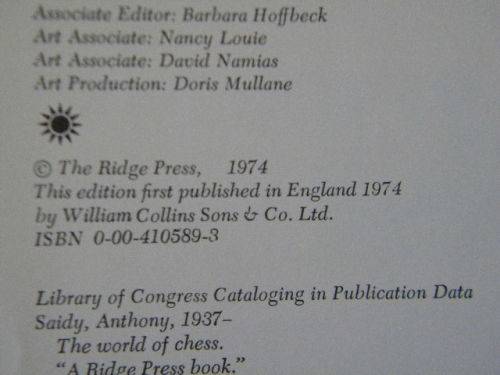 Associate Editor: Barbara Hoffbeck
Art Associate: Nancy Louie
Art Associate: David Namias
Art Production: Doris Mullane
© The Ridge Press, 1974
This edition first published in England 1974
by William Collins Sons & Co. Ltd.
ISBN 0-00-410589-3
Library of Congress Cataloging in Publication Data
Saidy, Anthony, 1937–
The world of chess.
"A Ridge Press book."